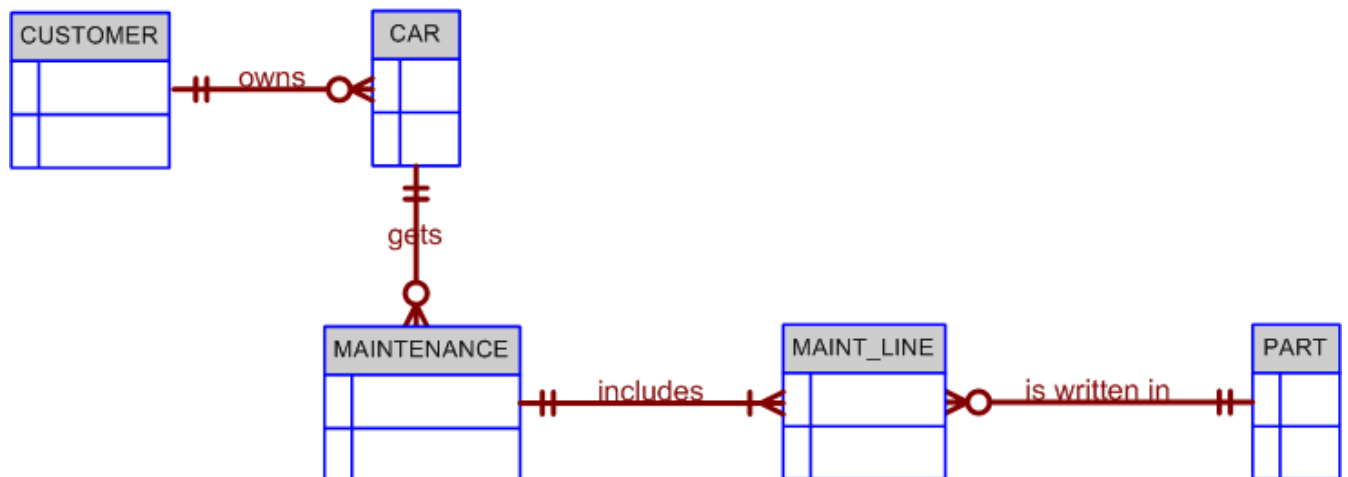 CUSTOMER
CAR
owns
gets
MAINTENANCE
MAINT_LINE
PART
includes
is written in